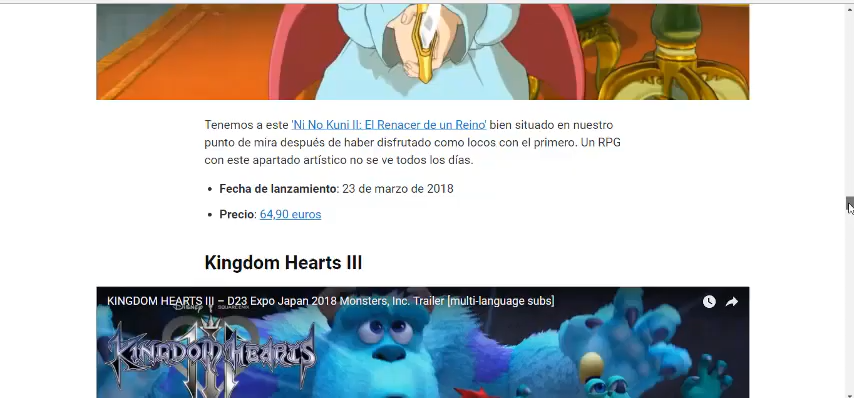 Tenemos a este 'Ni No Kuni II: El Renacer de un Reino' bien situado en nuestro
punto de mira después de haber disfrutado como locos con el primero. Un RPG
con este apartado artístico no se ve todos los días.
• Fecha de lanzamiento: 23 de marzo de 2018
• Precio: 64,90 euros
Kingdom Hearts III
KINGDOM HEARTS III – D23 Expo Japan 2018 Monsters, Inc. Trailer [multi-language subs]
DISNEY SQUARE ENIX
KINGDOM HEARTS
III